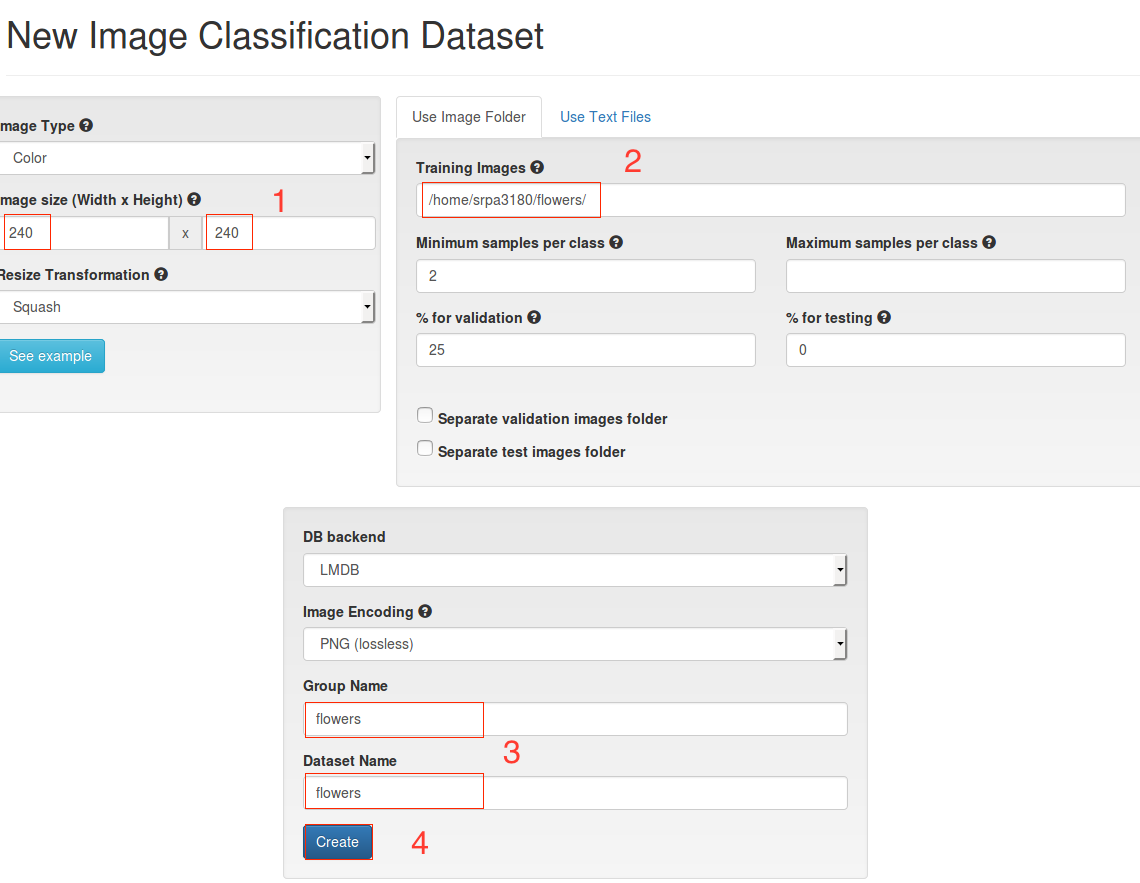 New Image Classification Dataset
mage Type
Color
mage size (Width x Height)
1
240 x 240
Resize Transformation
Squash
See example
Use Image Folder
Use Text Files
2
Training Images
/home/srpa3180/flowers/
Minimum samples per class
Maximum samples per class
2
% for validation
% for testing
25
0
Separate validation images folder
Separate test images folder
DB backend
LMDB
Image Encoding
PNG (lossless)
Group Name
flowers
3
Dataset Name
flowers
Create
4